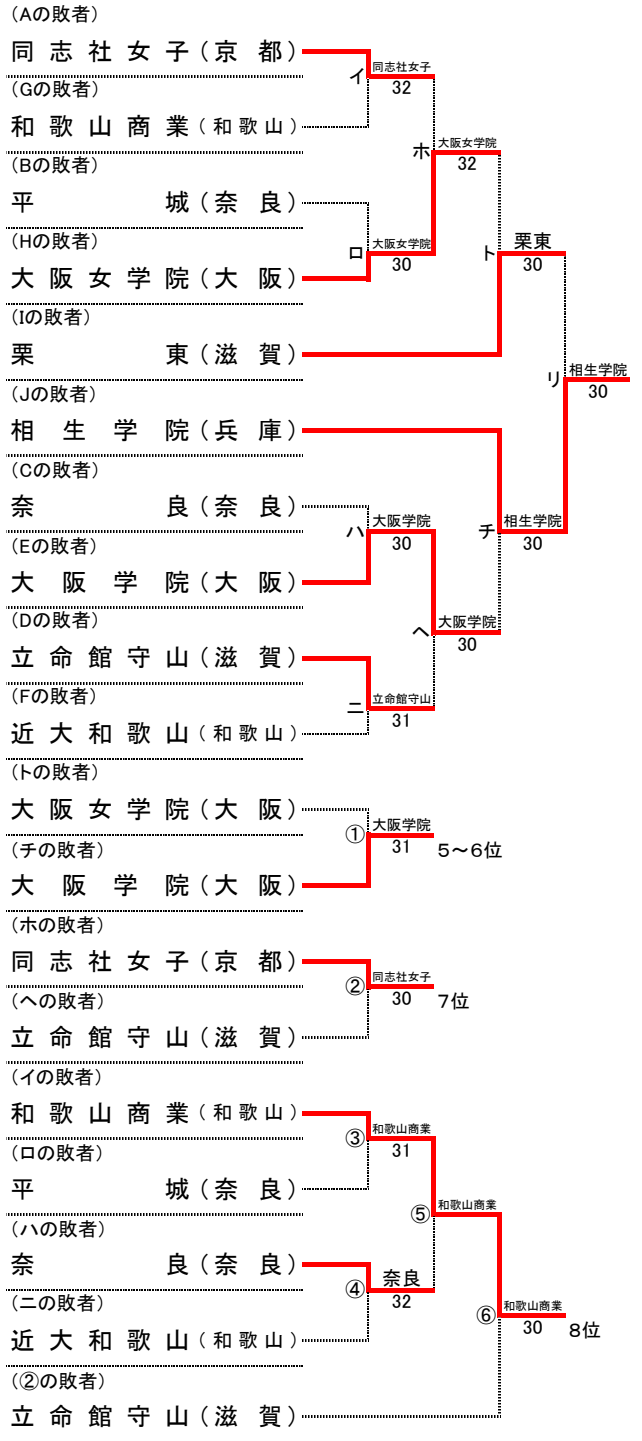 (Aの敗者)
同志社女子(京都)
イ
同志社女子
32
(Gの敗者)
和歌山商業(和歌山)
ホ
大阪女学院
32
(Bの敗者)
平城(奈良)
ロ
大阪女学院
30
ト
栗東
30
(Hの敗者)
大阪女学院(大阪)
(Iの敗者)
栗東(滋賀)
リ
相生学院
30
(Jの敗者)
相生学院(兵庫)
(Cの敗者)
奈良(奈良)
ハ
大阪学院
30
チ
相生学院
30
(Eの敗者)
大阪学院(大阪)
(Dの敗者)
ヘ
大阪学院
30
立命館守山(滋賀)
(Fの敗者)
ニ
立命館守山
31
近大和歌山(和歌山)
(トの敗者)
大阪女学院(大阪)
①
大阪学院
31
5~6位
(チの敗者)
大阪学院(大阪)
(ホの敗者)
同志社女子(京都)
②
同志社女子
30
7位
(ヘの敗者)
立命館守山(滋賀)
(イの敗者)
和歌山商業(和歌山)
③
和歌山商業
31
(ロの敗者)
平城(奈良)
⑤
和歌山商業
(ハの敗者)
奈良(奈良)
④
奈良
32
(ニの敗者)
⑥
和歌山商業
30
8位
近大和歌山(和歌山)
(②の敗者)
立命館守山(滋賀)